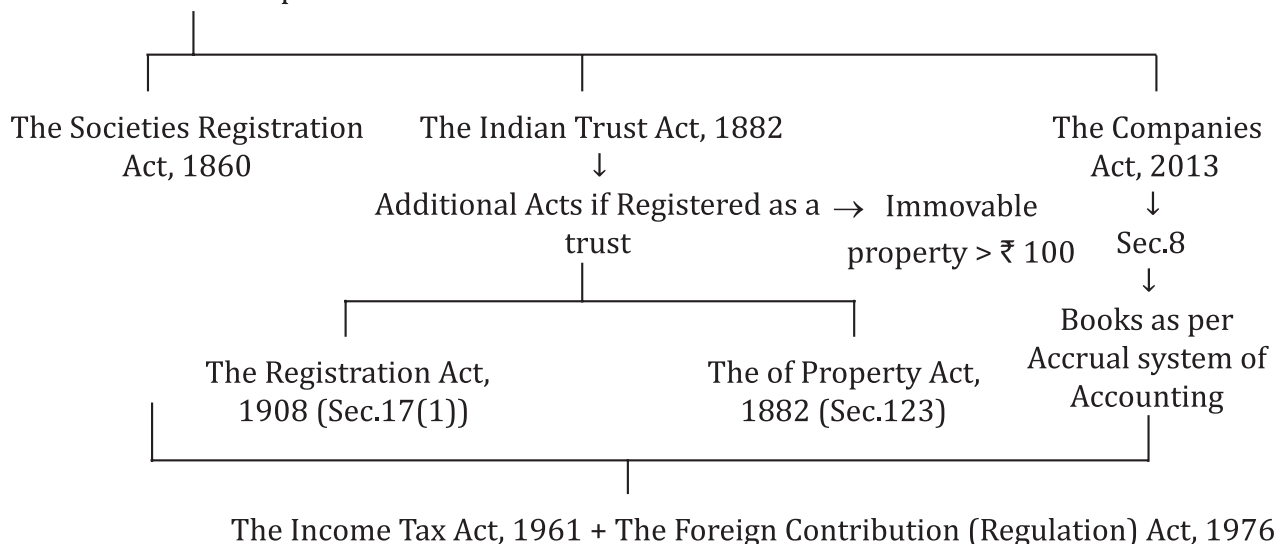 The Societies Registration
Act, 1860
The Indian Trust Act, 1882
↓
Additional Acts if Registered as a
trust
→ Immovable
property > ₹ 100
The Companies
Act, 2013
↓
Sec.8
↓
Books as per
Accrual system of
Accounting
The Registration Act,
1908 (Sec.17(1))
The of Property Act,
1882 (Sec.123)
The Income Tax Act, 1961 + The Foreign Contribution (Regulation) Act, 1976